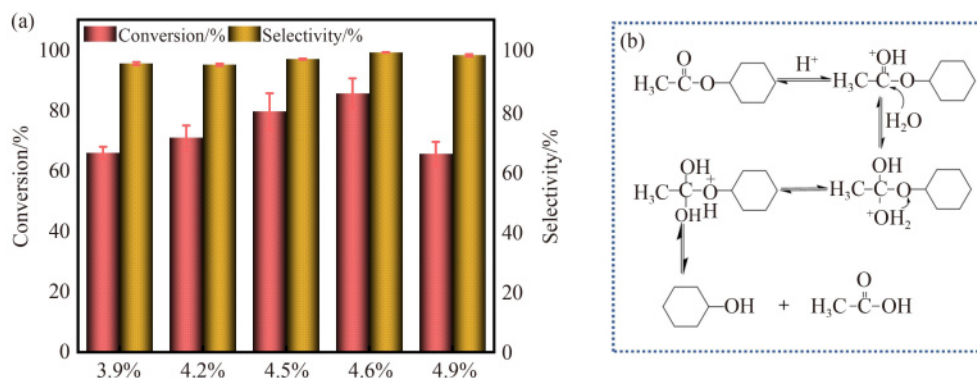 (a)
Conversion/% Selectivity/%
100
80
60
40
20
0
Conversion/%
100
80
60
40
20
0
Selectivity/%
3.9% 4.2% 4.5% 4.6% 4.9%
(b)
O
H₃C-C-O
H⁺
⁺OH
H₃C-C-O
H₂O
OH
H₃C-C-O
⁺OH₂
OH
H₃C-C-O
+
OH H
OH + H₃C-C-OH
O